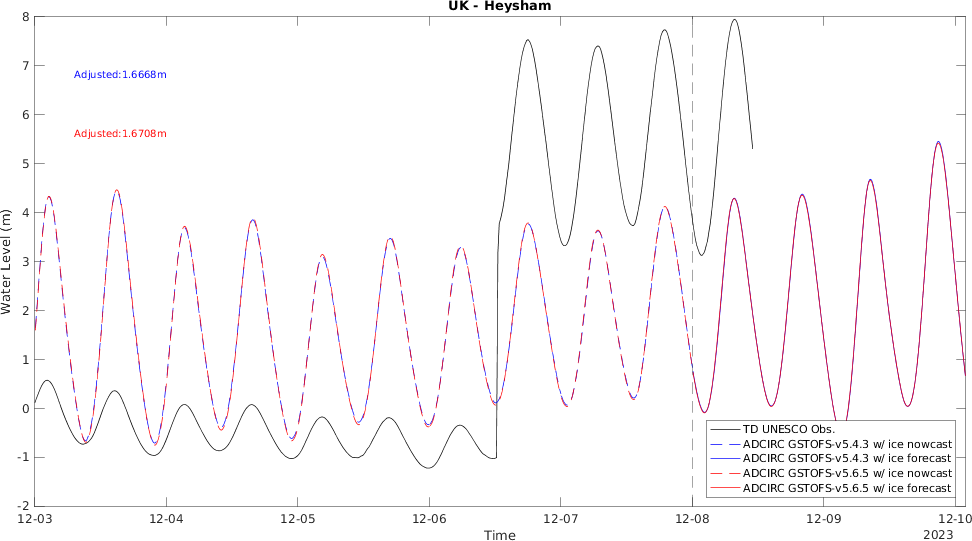 UK - Heysham
8
7
6
5
4
3
2
1
0
-1
-2
Water Level (m)
Adjusted:1.6668m
Adjusted:1.6708m
TD UNESCO Obs.
ADCIRC GSTOFS-v5.4.3 w/ ice nowcast
ADCIRC GSTOFS-v5.4.3 w/ ice forecast
ADCIRC GSTOFS-v5.6.5 w/ ice nowcast
ADCIRC GSTOFS-v5.6.5 w/ ice forecast
12-03 12-04 12-05 12-06 12-07 12-08 12-09 12-10
Time
2023